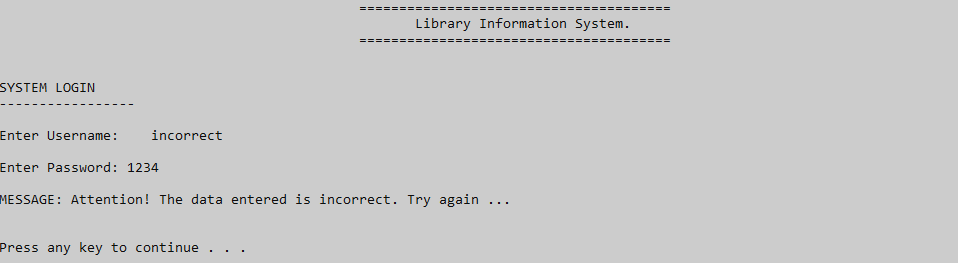 =======================================
Library Information System.
=======================================
SYSTEM LOGIN
-----------------
Enter Username:    incorrect
Enter Password: 1234
MESSAGE: Attention! The data entered is incorrect. Try again ...
Press any key to continue . . .